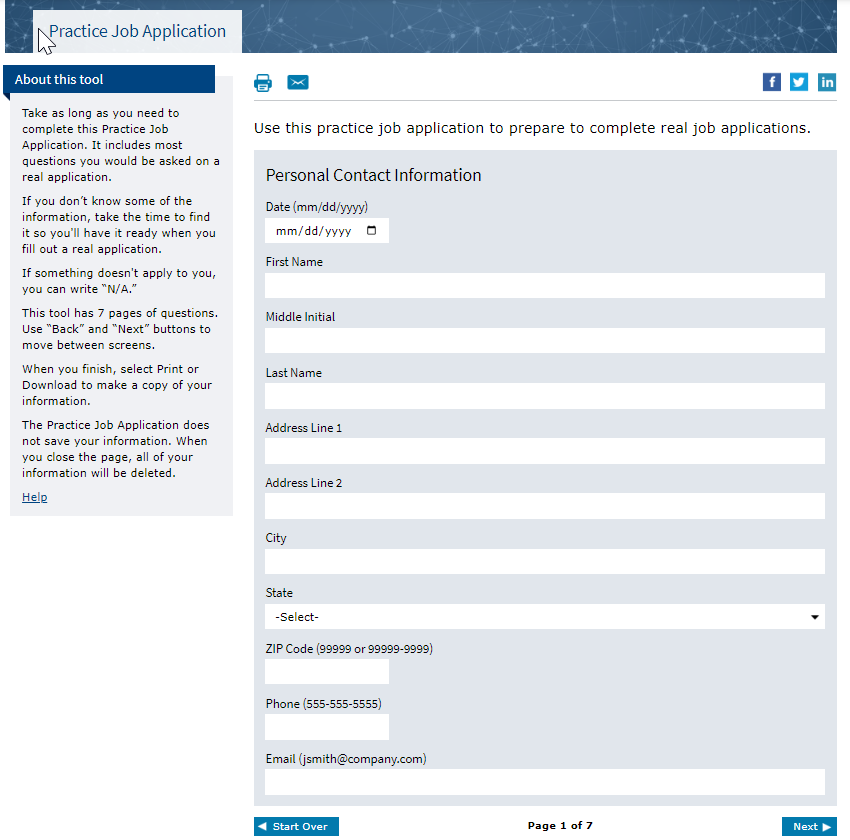 Practice Job Application
About this tool
Take as long as you need to
complete this Practice Job
Application. It includes most
questions you would be asked on a
real application.
If you don’t know some of the
information, take the time to find
it so you'll have it ready when you
fill out a real application.
If something doesn't apply to you,
you can write “N/A.”
This tool has 7 pages of questions.
Use “Back” and “Next” buttons to
move between screens.
When you finish, select Print or
Download to make a copy of your
information.
The Practice Job Application does
not save your information. When
you close the page, all of your
information will be deleted.
Help
f
in
Use this practice job application to prepare to complete real job applications.
Personal Contact Information
Date (mm/dd/yyyy)
mm/dd/yyyy
First Name
Middle Initial
Last Name
Address Line 1
Address Line 2
City
State
-Select-
ZIP Code (99999 or 99999-9999)
Phone (555-555-5555)
Email (jsmith@company.com)
Start Over
Page 1 of 7
Next